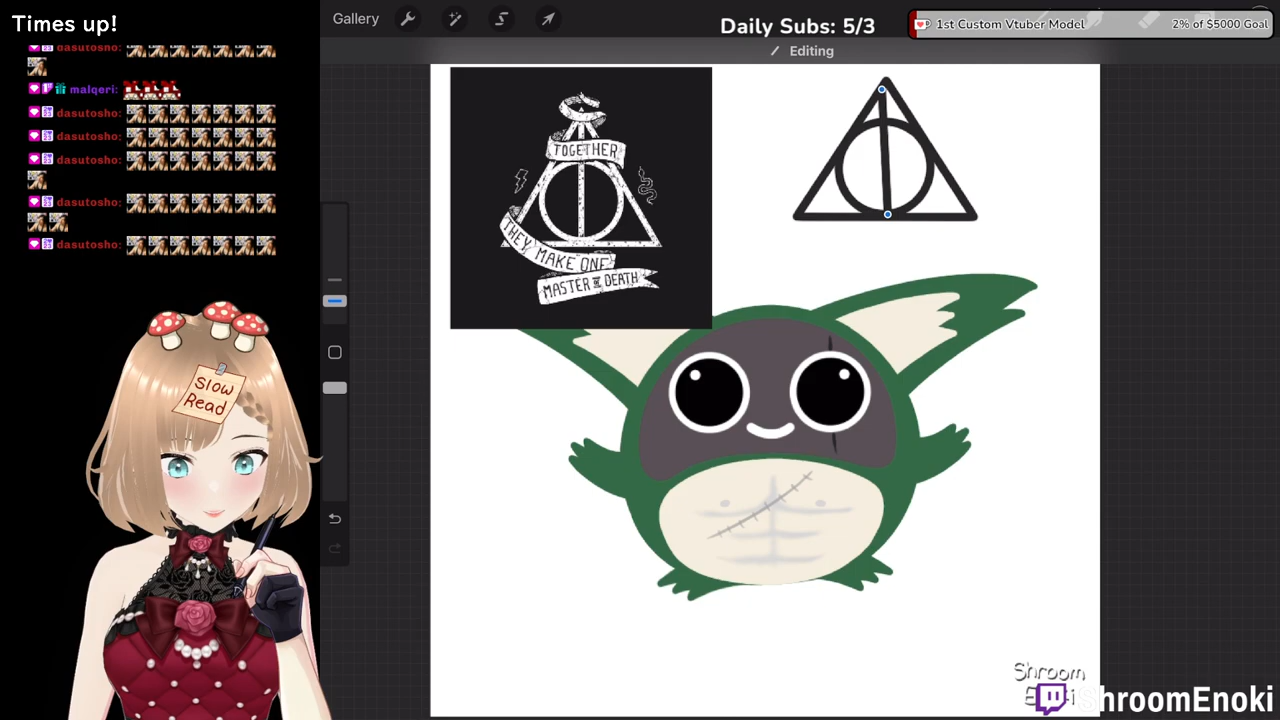 Times up!
Gallery
Daily Subs: 5/3
1st Custom Vtuber Model
2% of $5000 Goal
Editing
dasutosho:
malqeri:
dasutosho:
dasutosho:
dasutosho:
dasutosho:
dasutosho:
TOGETHER
THEY MAKE ONE
MASTER OF DEATH
Slow
Read
Shroom
ShroomEnoki